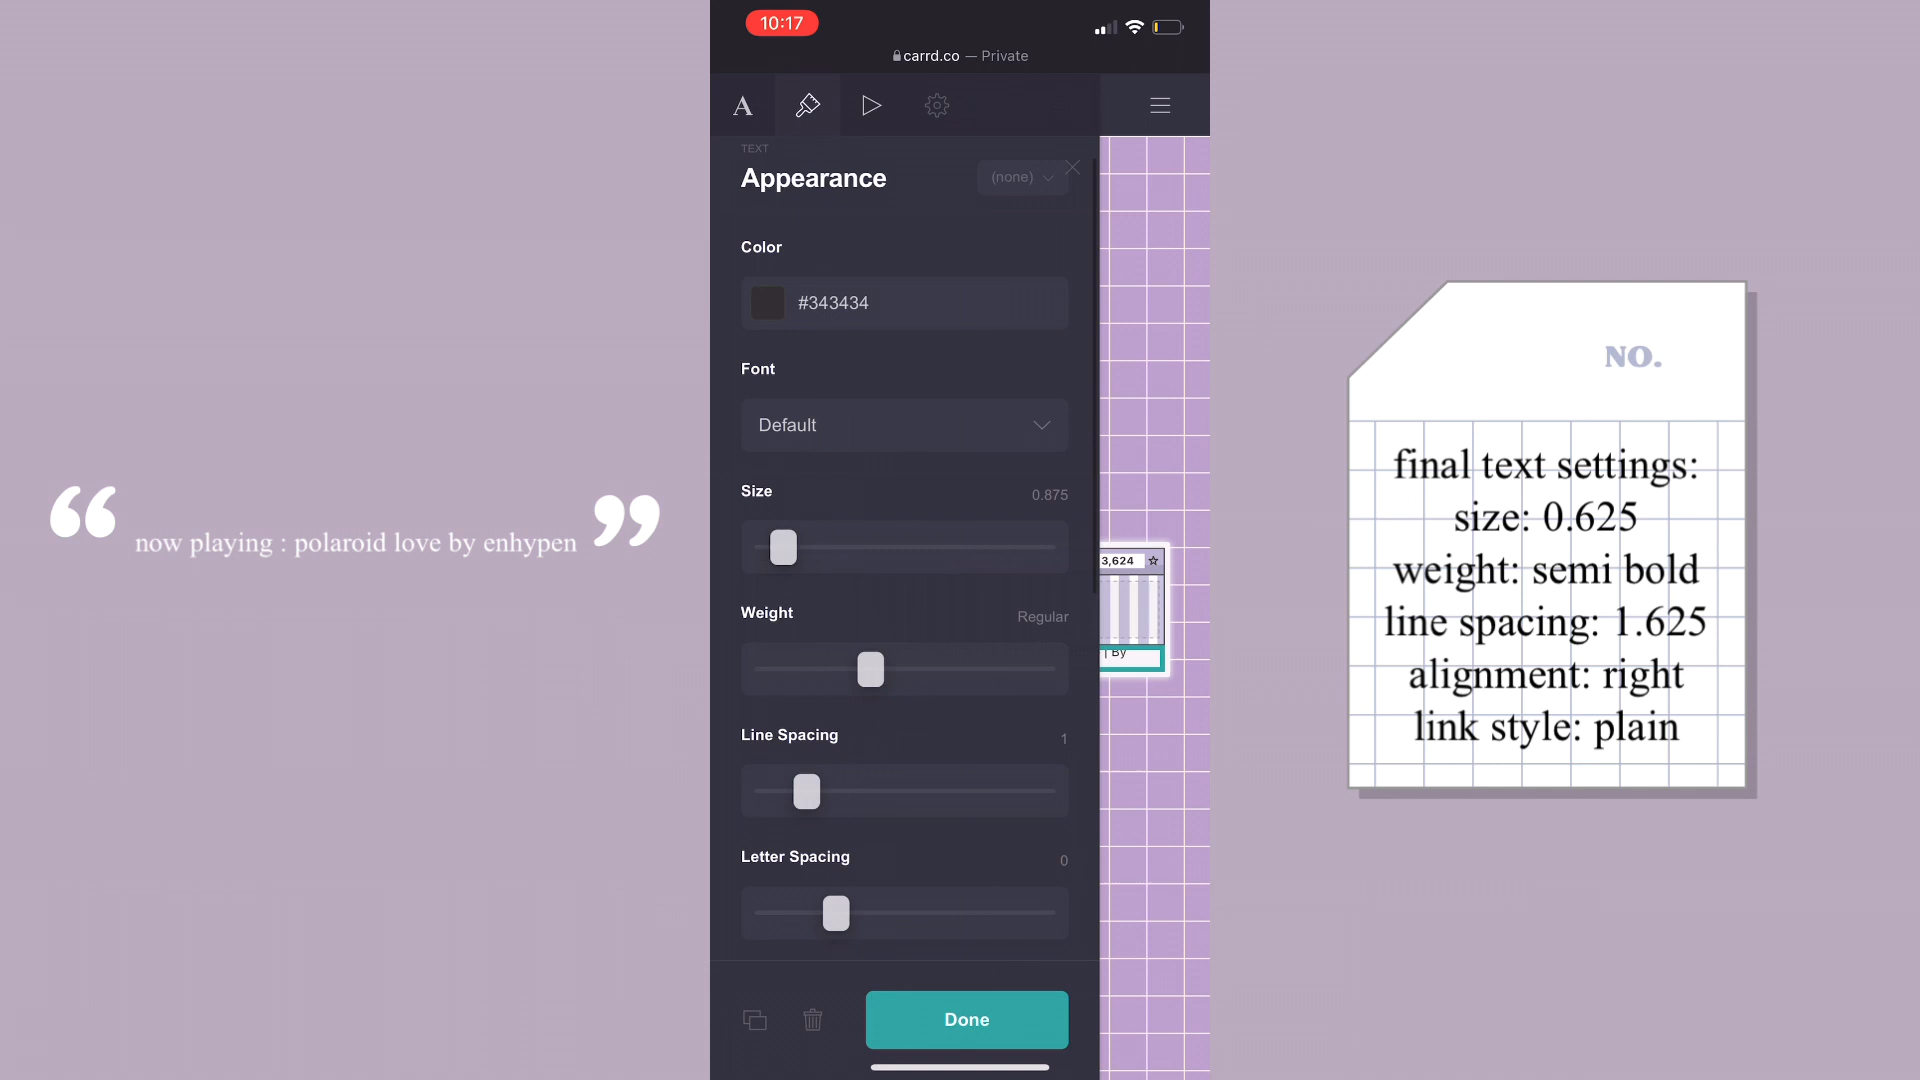 10:17
carrd.co — Private
A
TEXT
Appearance
(none)
Color
#343434
Font
Default
Size
0.875
Weight
Regular
Line Spacing
1
Letter Spacing
0
Done
3,624
| By
“ now playing : polaroid love by enhypen ”
NO.
final text settings:
size: 0.625
weight: semi bold
line spacing: 1.625
alignment: right
link style: plain